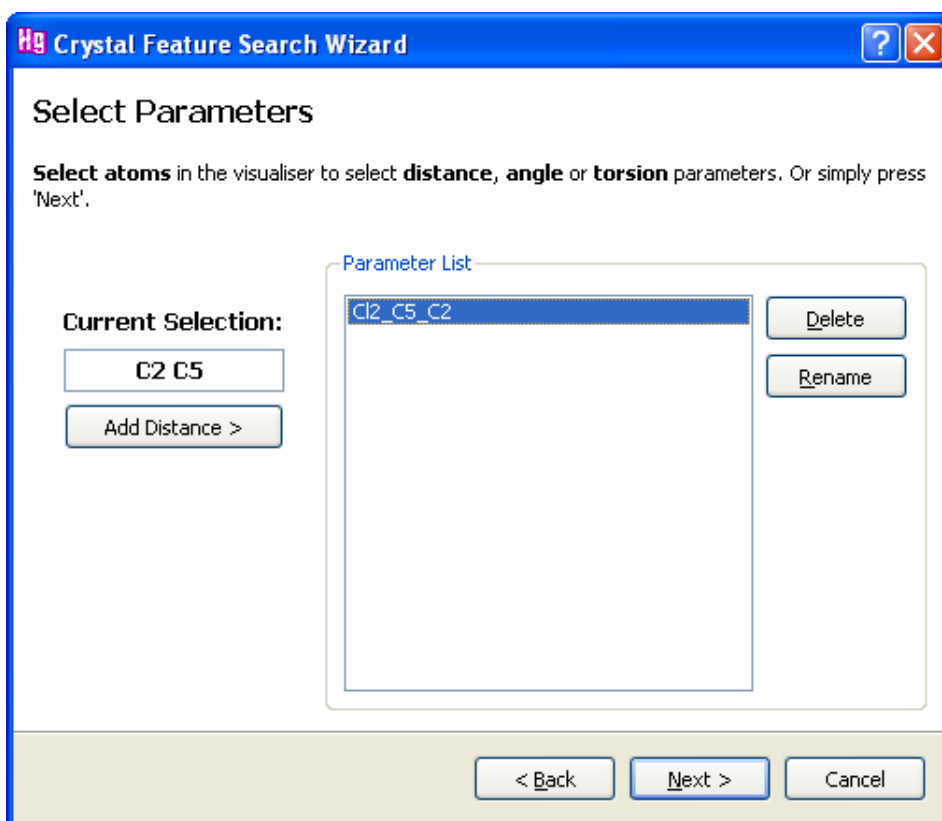 Hg Crystal Feature Search Wizard
?
Select Parameters
Select atoms in the visualiser to select distance, angle or torsion parameters. Or simply press
'Next'.
Parameter List
Current Selection:
C2 C5
Add Distance >
Cl2_C5_C2
Delete
Rename
< Back
Next >
Cancel